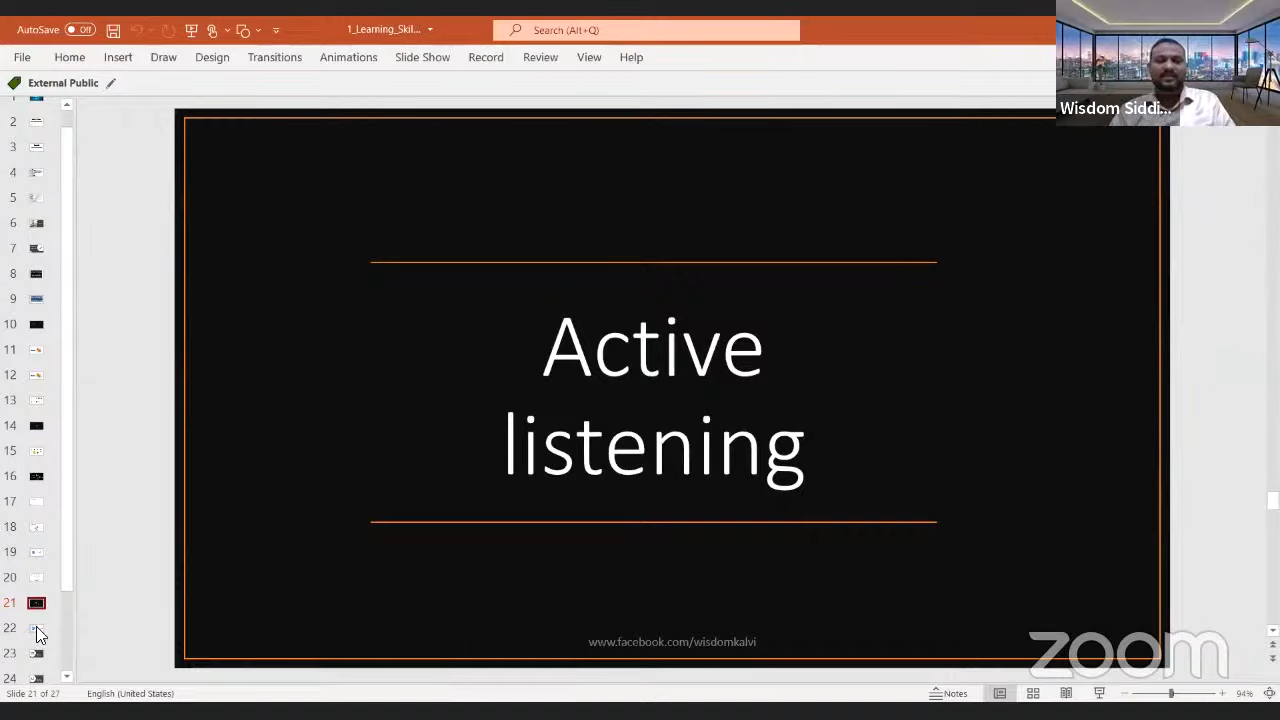 AutoSave Off
1_Learning_Skil...
Search (Alt+Q)
File Home Insert Draw Design Transitions Animations Slide Show Record Review View Help
External Public
Wisdom Siddi...
3
4
5
6
7
8
9
10
11
12
13
14
15
16
17
18
19
20
21
22
23
24
Active
listening
www.facebook.com/wisdomkalvi
zoom
Slide 21 of 27 English (United States) Notes 94%